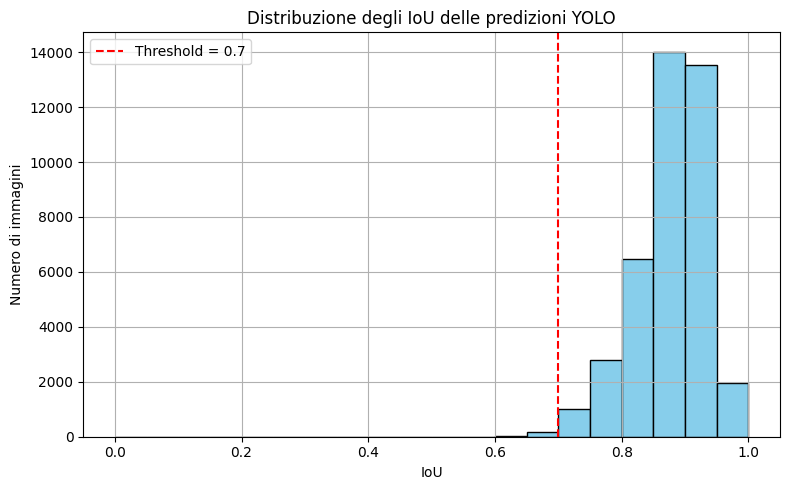 Distribuzione degli IoU delle predizioni YOLO
Threshold = 0.7
Numero di immagini
14000
12000
10000
8000
6000
4000
2000
0
0.0 0.2 0.4 0.6 0.8 1.0
IoU